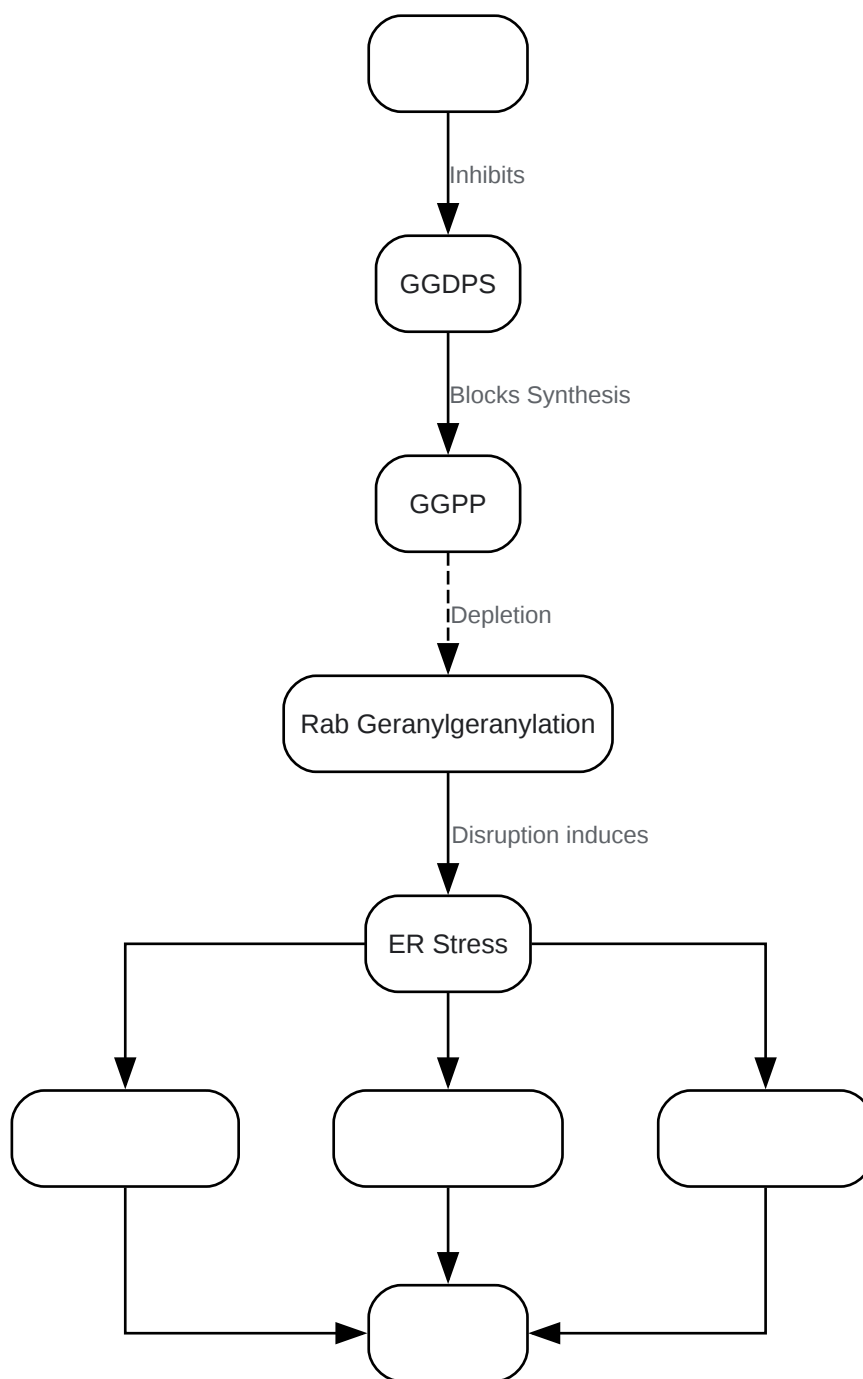 Inhibits
GGDPS
Blocks Synthesis
GGPP
Depletion
Rab Geranylgeranylation
Disruption induces
ER Stress